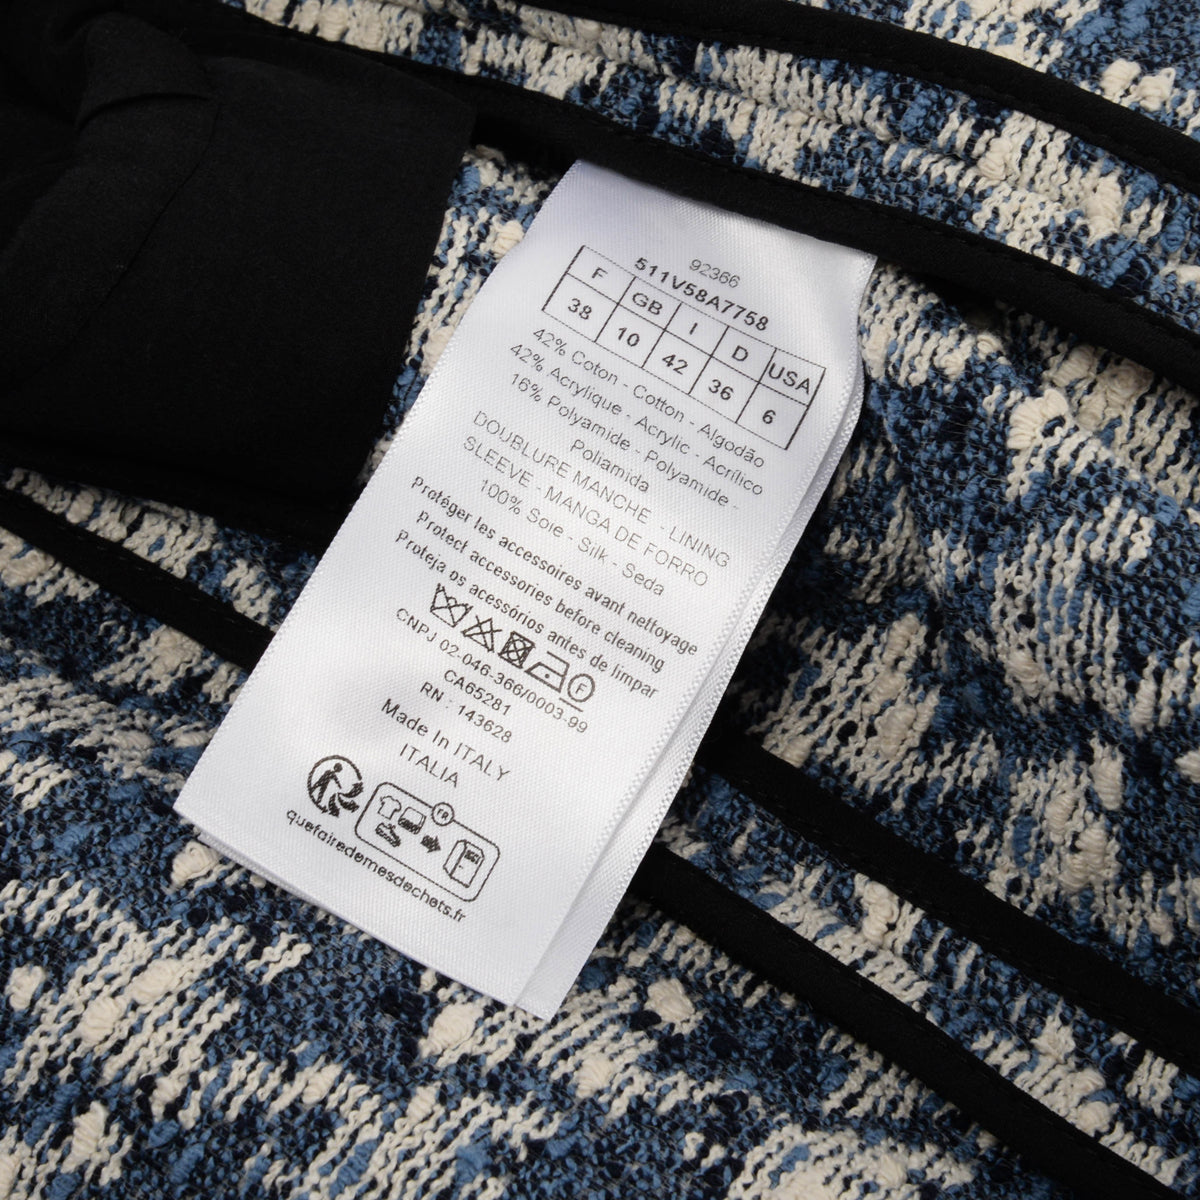 92366
511V58A7758
F GB I D USA
38 10 42 36 6
42% Coton - Cotton - Algodão
42% Acrylique - Acrylic - Acrílico
16% Polyamide - Polyamide -
Poliamida
DOUBLURE MANCHE - LINING
SLEEVE - MANGA DE FORRO
100% Soie - Silk - Seda
Protéger les accessoires avant nettoyage
Protect accessories before cleaning
Proteja os acessórios antes de limpar
F
CNPJ 02-046-366/0003-99
CA65281
RN : 143628
Made In ITALY
ITALIA
FR
quefairedemesdechets.fr